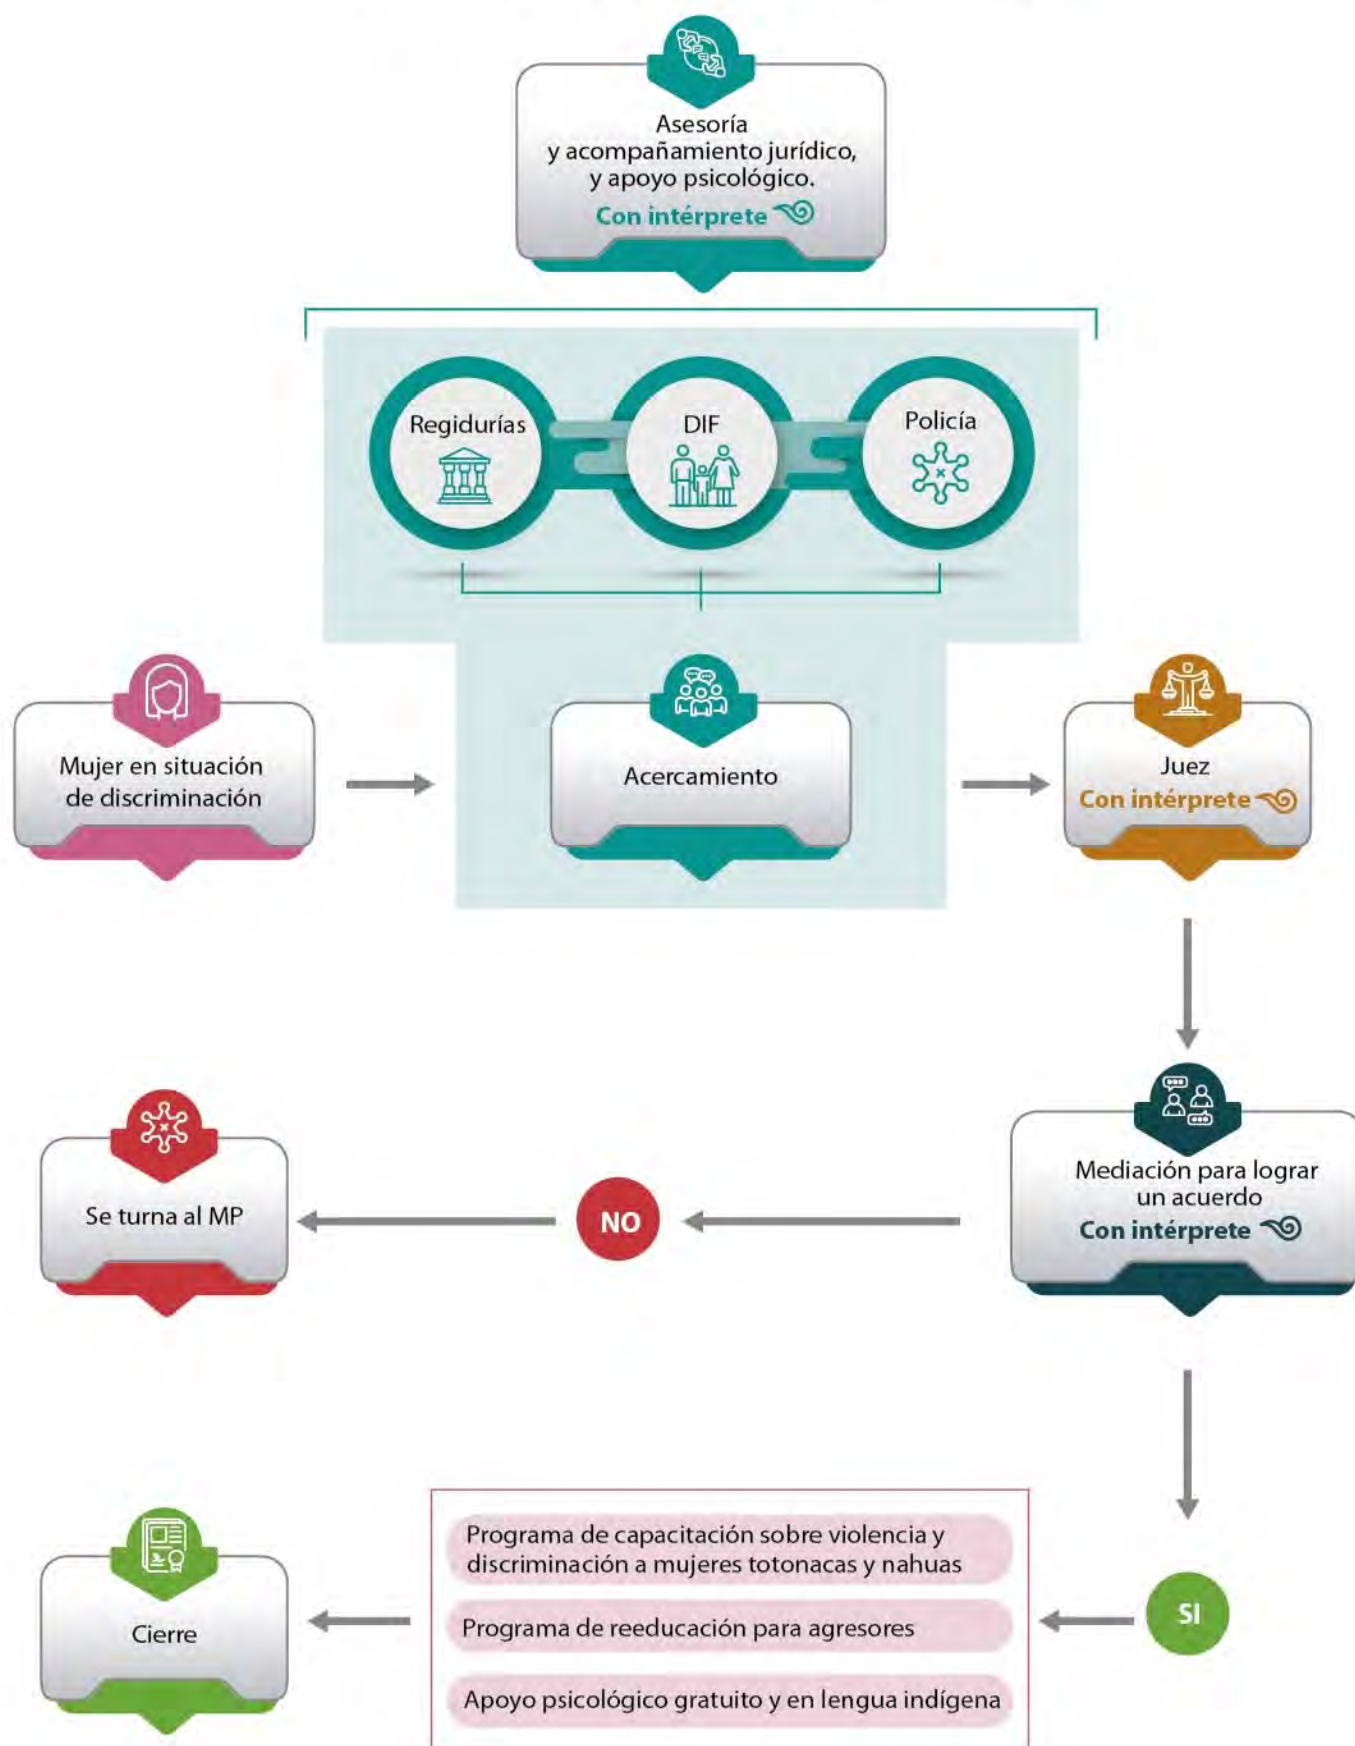 Asesoría
y acompañamiento jurídico,
y apoyo psicológico.
Con intérprete
Regidurías
DIF
Policía
Mujer en situación
de discriminación
Acercamiento
Juez
Con intérprete
Mediación para lograr
un acuerdo
Con intérprete
NO
Se turna al MP
SI
Programa de capacitación sobre violencia y
discriminación a mujeres totonacas y nahuas
Programa de reeducación para agresores
Apoyo psicológico gratuito y en lengua indígena
Cierre